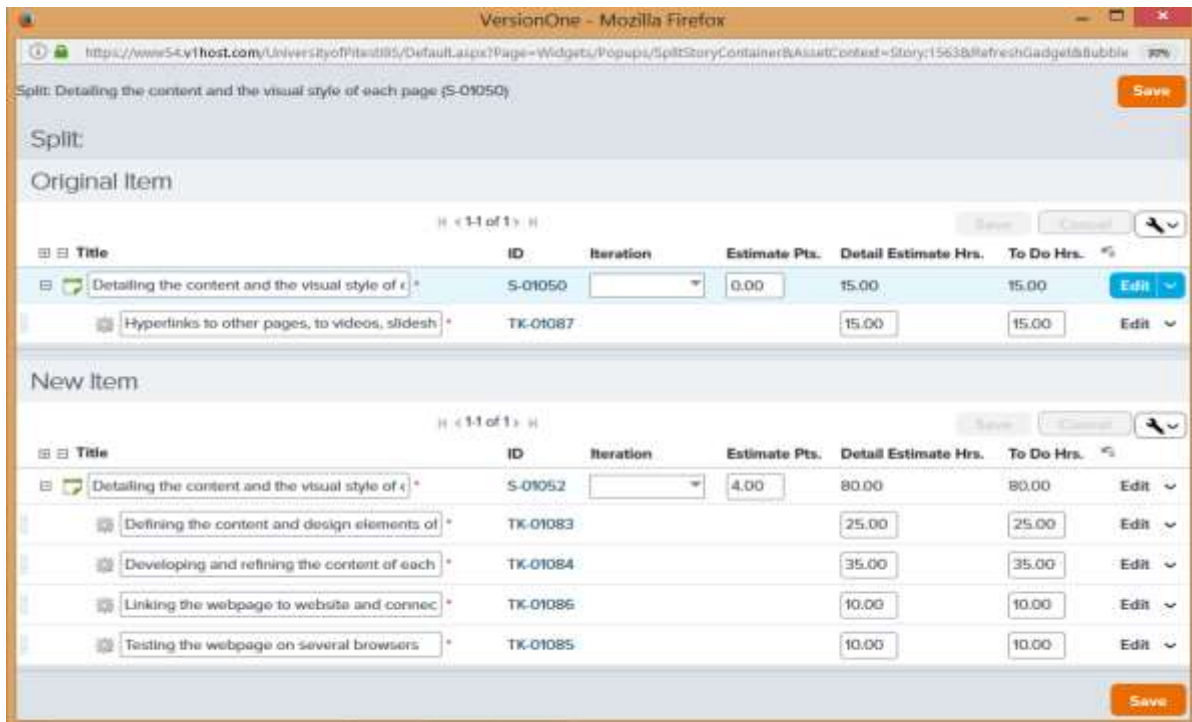 VersionOne - Mozilla Firefox
Split: Detailing the content and the visual style of each page (S-01050)
Save
Split:
Original Item
1-1 of 1
Save Cancel
Title ID Iteration Estimate Pts. Detail Estimate Hrs. To Do Hrs.
Detailing the content and the visual style of * S-01050 0.00 15.00 15.00 Edit
Hyperlinks to other pages, to videos, slidesh * TK-01087 15.00 15.00 Edit
New Item
1-1 of 1
Save Cancel
Title ID Iteration Estimate Pts. Detail Estimate Hrs. To Do Hrs.
Detailing the content and the visual style of * S-01052 4.00 80.00 80.00 Edit
Defining the content and design elements of * TK-01083 25.00 25.00 Edit
Developing and refining the content of each * TK-01084 35.00 35.00 Edit
Linking the webpage to website and connec * TK-01086 10.00 10.00 Edit
Testing the webpage on several browsers * TK-01085 10.00 10.00 Edit
Save